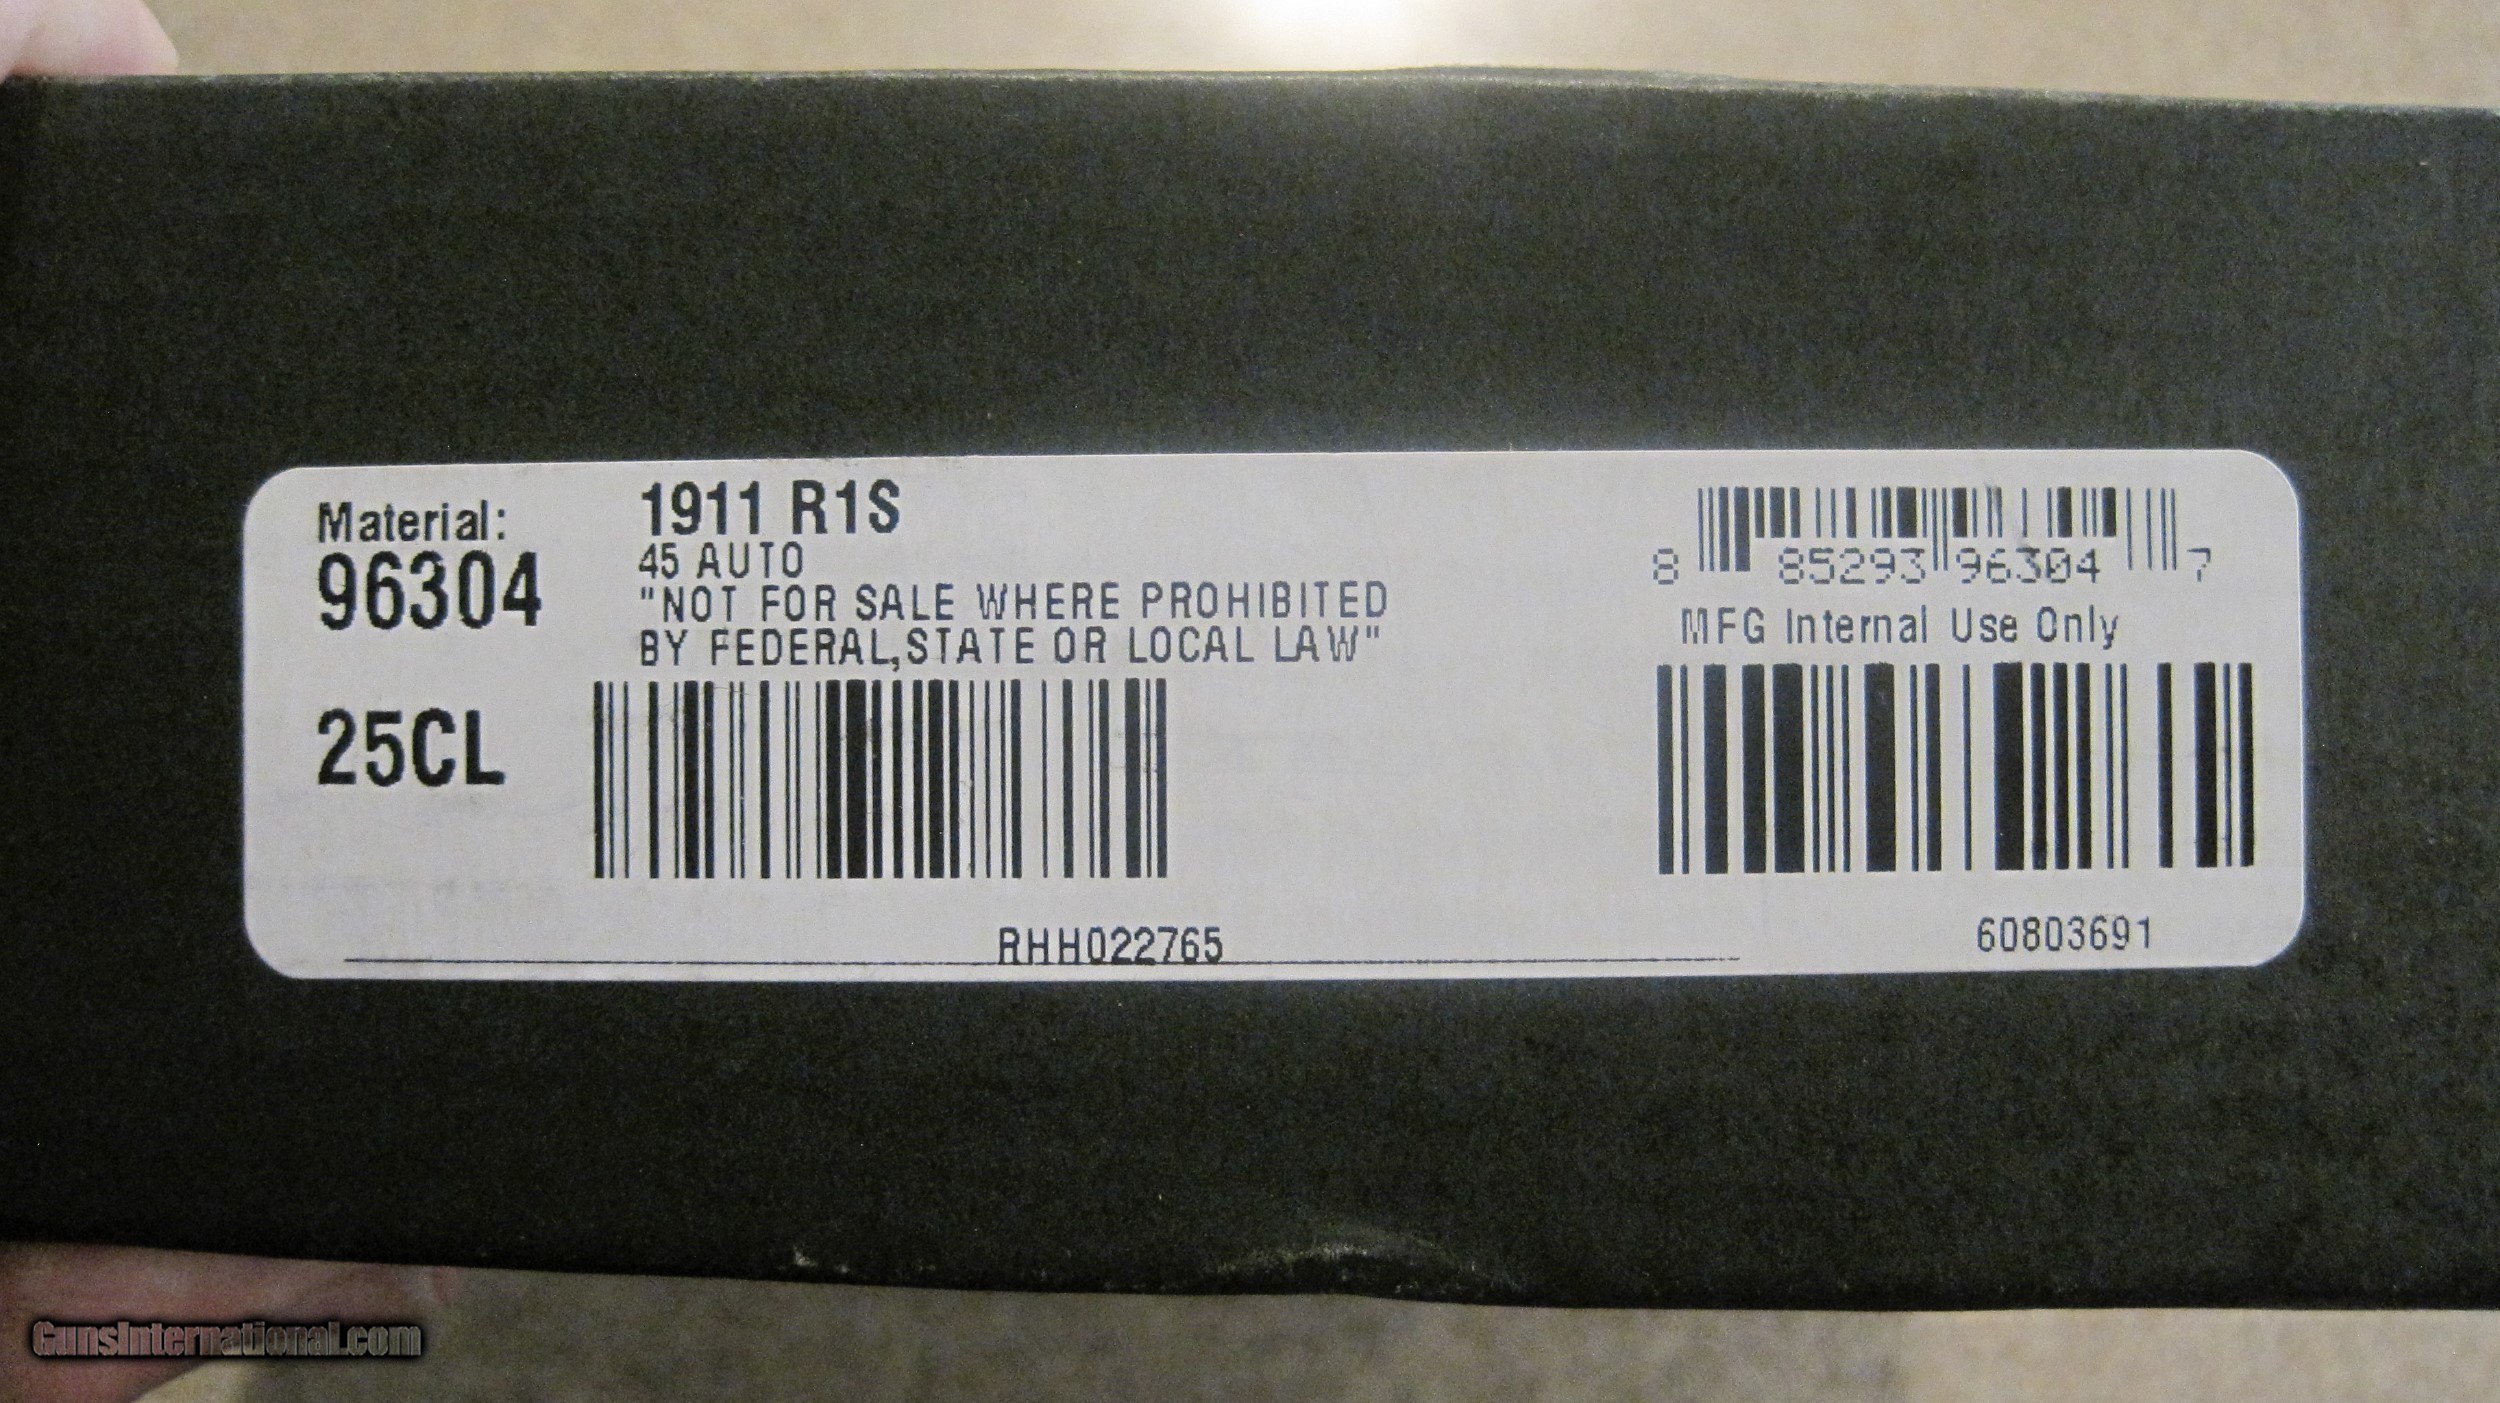 Material:
96304
25CL
1911 R1S
45 AUTO
"NOT FOR SALE WHERE PROHIBITED
BY FEDERAL,STATE OR LOCAL LAW"
RHH022765
8 85293 96304 7
MFG Internal Use Only
60803691
GunsInternational.com